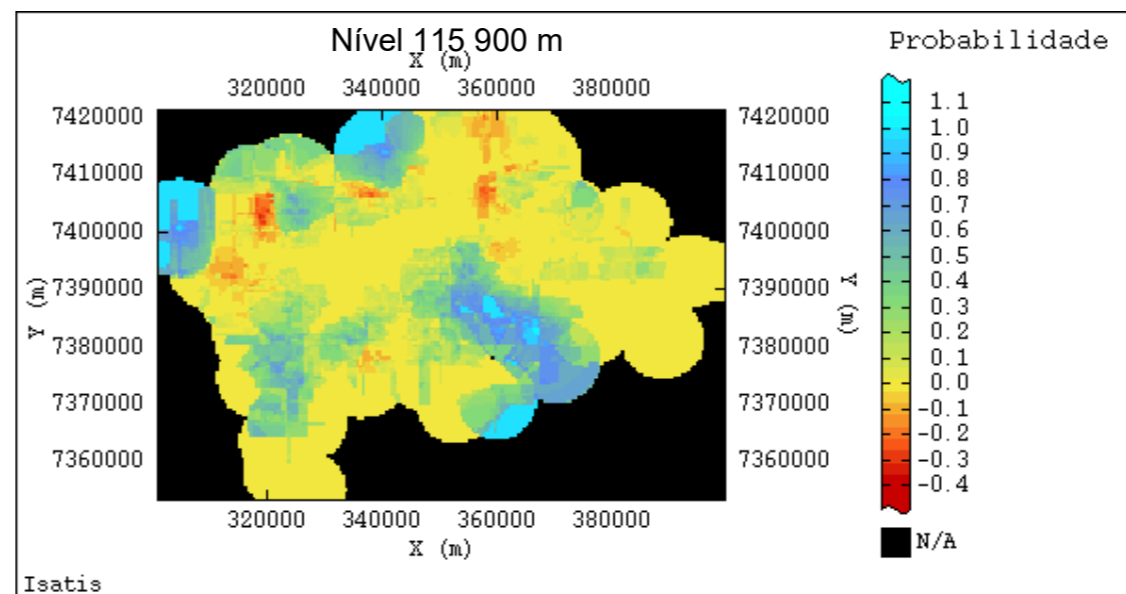 Nível 115 900 m
X (m)
320000 340000 360000 380000
Probabilidade
7420000 7420000
7410000 7410000
7400000 7400000
7390000 7390000
7380000 7380000
7370000 7370000
7360000 7360000
Y (m)
Y (m)
320000 340000 360000 380000
X (m)
1.1
1.0
0.9
0.8
0.7
0.6
0.5
0.4
0.3
0.2
0.1
0.0
-0.1
-0.2
-0.3
-0.4
N/A
Isatis